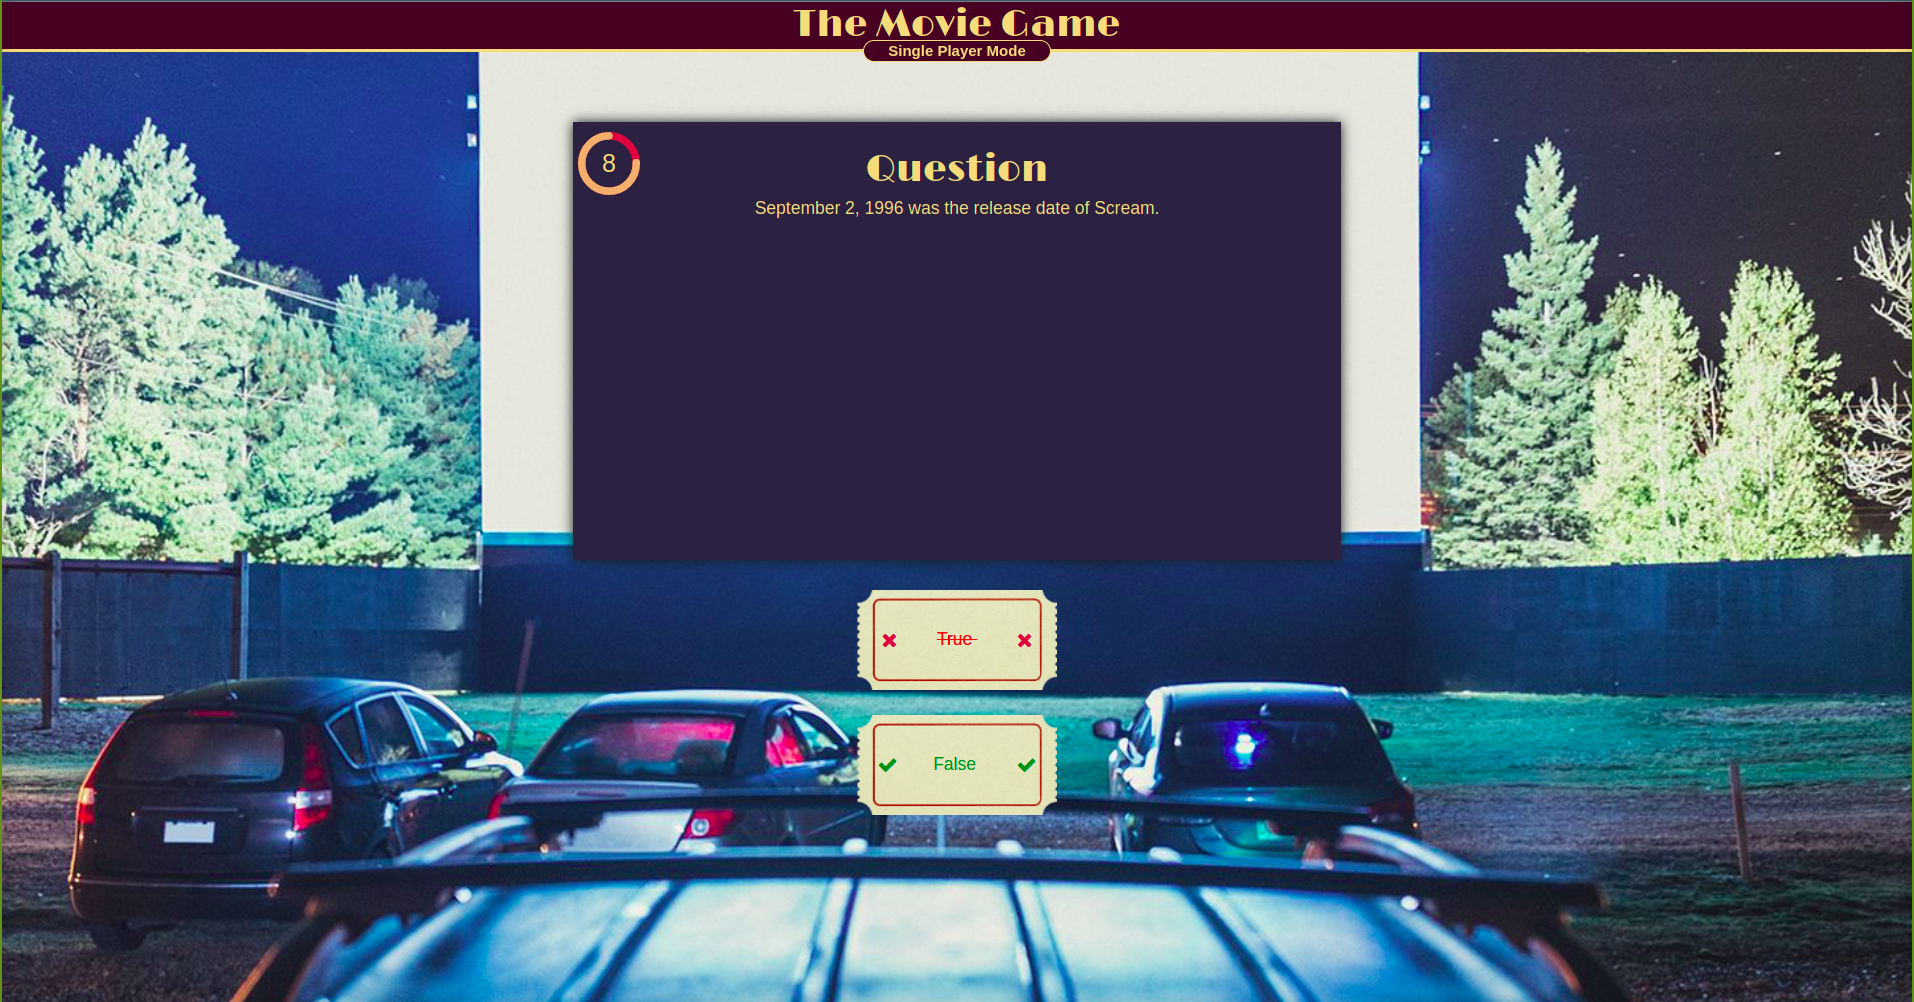 The Movie Game
Single Player Mode
8
Question
September 2, 1996 was the release date of Scream.
True
False